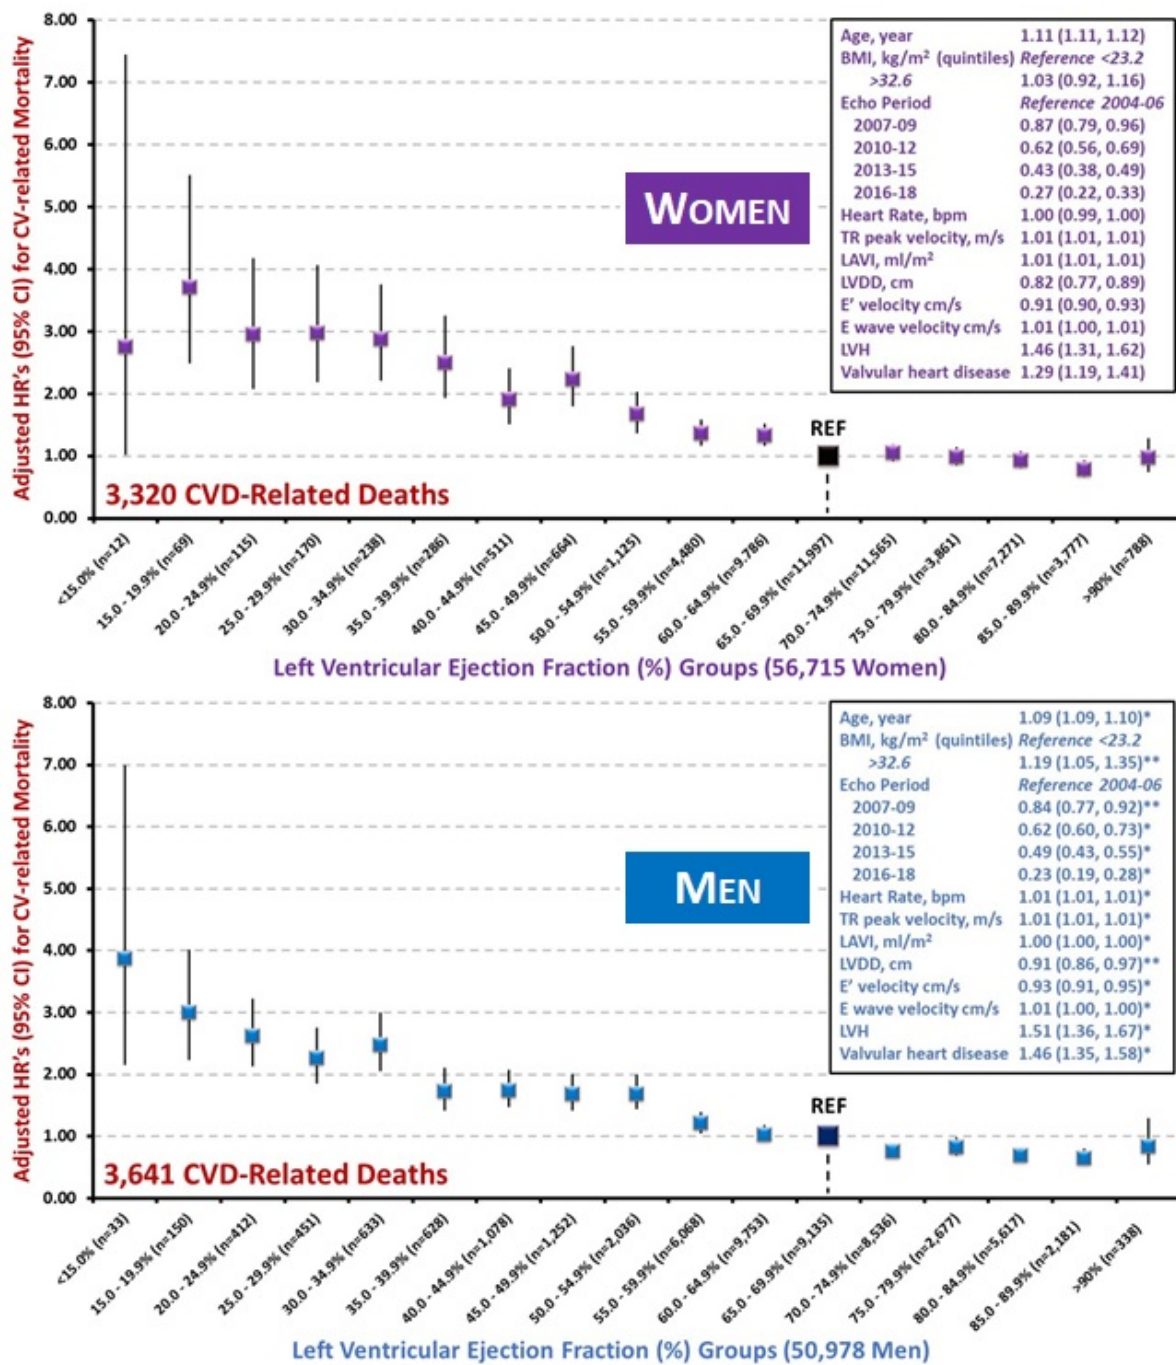 Adjusted HR's (95% CI) for CV-related Mortality
8.00
7.00
6.00
5.00
4.00
3.00
2.00
1.00
0.00
Age, year 1.11 (1.11, 1.12)
BMI, kg/m² (quintiles) Reference <23.2
>32.6 1.03 (0.92, 1.16)
Echo Period Reference 2004-06
2007-09 0.87 (0.79, 0.96)
2010-12 0.62 (0.56, 0.69)
2013-15 0.43 (0.38, 0.49)
2016-18 0.27 (0.22, 0.33)
Heart Rate, bpm 1.00 (0.99, 1.00)
TR peak velocity, m/s 1.01 (1.01, 1.01)
LAVI, ml/m² 1.01 (1.01, 1.01)
LVDD, cm 0.82 (0.77, 0.89)
E' velocity cm/s 0.91 (0.90, 0.93)
E wave velocity cm/s 1.01 (1.00, 1.01)
LVH 1.46 (1.31, 1.62)
Valvular heart disease 1.29 (1.19, 1.41)
WOMEN
REF
3,320 CVD-Related Deaths
<15.0% (n=12)
15.0 - 19.9% (n=69)
20.0 - 24.9% (n=115)
25.0 - 29.9% (n=170)
30.0 - 34.9% (n=238)
35.0 - 39.9% (n=286)
40.0 - 44.9% (n=511)
45.0 - 49.9% (n=664)
50.0 - 54.9% (n=1,125)
55.0 - 59.9% (n=4,480)
60.0 - 64.9% (n=9,786)
65.0 - 69.9% (n=11,997)
70.0 - 74.9% (n=11,565)
75.0 - 79.9% (n=3,861)
80.0 - 84.9% (n=7,271)
85.0 - 89.9% (n=3,777)
>90% (n=788)
Left Ventricular Ejection Fraction (%) Groups (56,715 Women)
Adjusted HR's (95% CI) for CV-related Mortality
8.00
7.00
6.00
5.00
4.00
3.00
2.00
1.00
0.00
Age, year 1.09 (1.09, 1.10)*
BMI, kg/m² (quintiles) Reference <23.2
>32.6 1.19 (1.05, 1.35)**
Echo Period Reference 2004-06
2007-09 0.84 (0.77, 0.92)**
2010-12 0.62 (0.60, 0.73)*
2013-15 0.49 (0.43, 0.55)*
2016-18 0.23 (0.19, 0.28)*
Heart Rate, bpm 1.01 (1.01, 1.01)*
TR peak velocity, m/s 1.01 (1.01, 1.01)*
LAVI, ml/m² 1.00 (1.00, 1.00)*
LVDD, cm 0.91 (0.86, 0.97)**
E' velocity cm/s 0.93 (0.91, 0.95)*
E wave velocity cm/s 1.01 (1.00, 1.00)*
LVH 1.51 (1.36, 1.67)*
Valvular heart disease 1.46 (1.35, 1.58)*
MEN
REF
3,641 CVD-Related Deaths
<15.0% (n=33)
15.0 - 19.9% (n=150)
20.0 - 24.9% (n=412)
25.0 - 29.9% (n=451)
30.0 - 34.9% (n=633)
35.0 - 39.9% (n=628)
40.0 - 44.9% (n=1,078)
45.0 - 49.9% (n=1,252)
50.0 - 54.9% (n=2,036)
55.0 - 59.9% (n=6,068)
60.0 - 64.9% (n=9,753)
65.0 - 69.9% (n=9,135)
70.0 - 74.9% (n=8,536)
75.0 - 79.9% (n=2,677)
80.0 - 84.9% (n=5,617)
85.0 - 89.9% (n=2,181)
>90% (n=338)
Left Ventricular Ejection Fraction (%) Groups (50,978 Men)